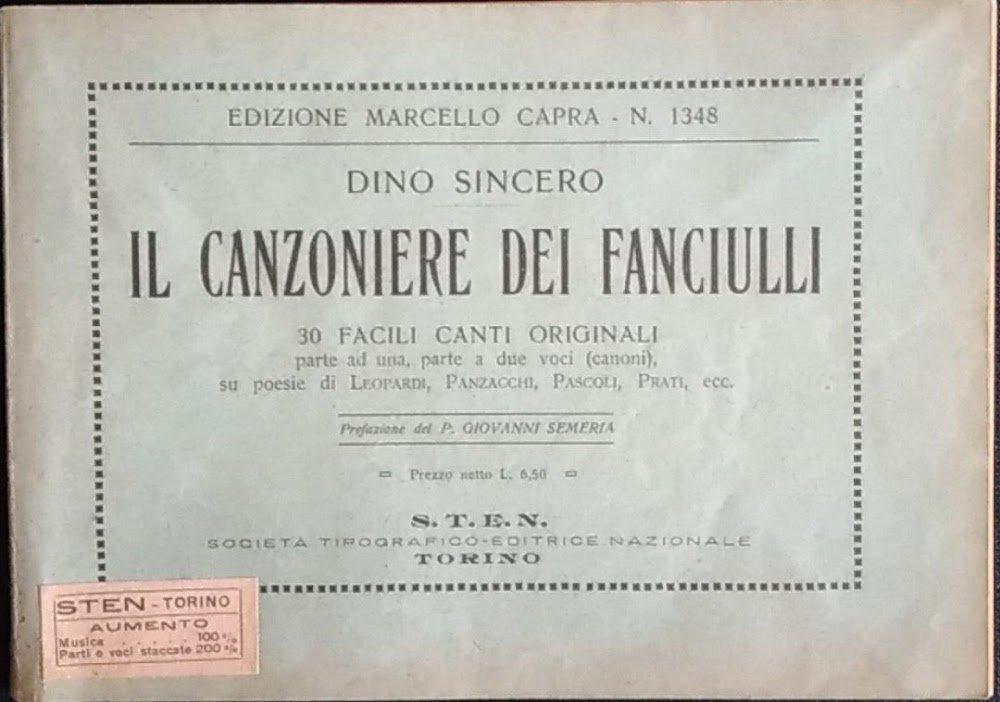 EDIZIONE MARCELLO CAPRA - N. 1348
DINO SINCERO
IL CANZONIERE DEI FANCIULLI
30 FACILI CANTI ORIGINALI
parte ad una, parte a due voci (canoni),
su poesie di LEOPARDI, PANZACCHI, PASCOLI, PRATI, ecc.
Prefazione del P. GIOVANNI SEMERIA
Prezzo netto L. 6,50
S. T. E. N.
SOCIETÀ TIPOGRAFICO-EDITRICE NAZIONALE
TORINO
STEN - TORINO
AUMENTO
Musica . . . . . . 100 %
Parti e voci staccate 200 %